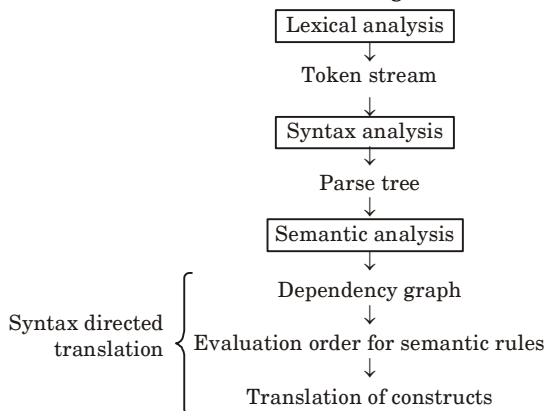 Lexical analysis
Token stream
Syntax analysis
Parse tree
Semantic analysis
Dependency graph
Syntax directed
translation
Evaluation order for semantic rules
Translation of constructs